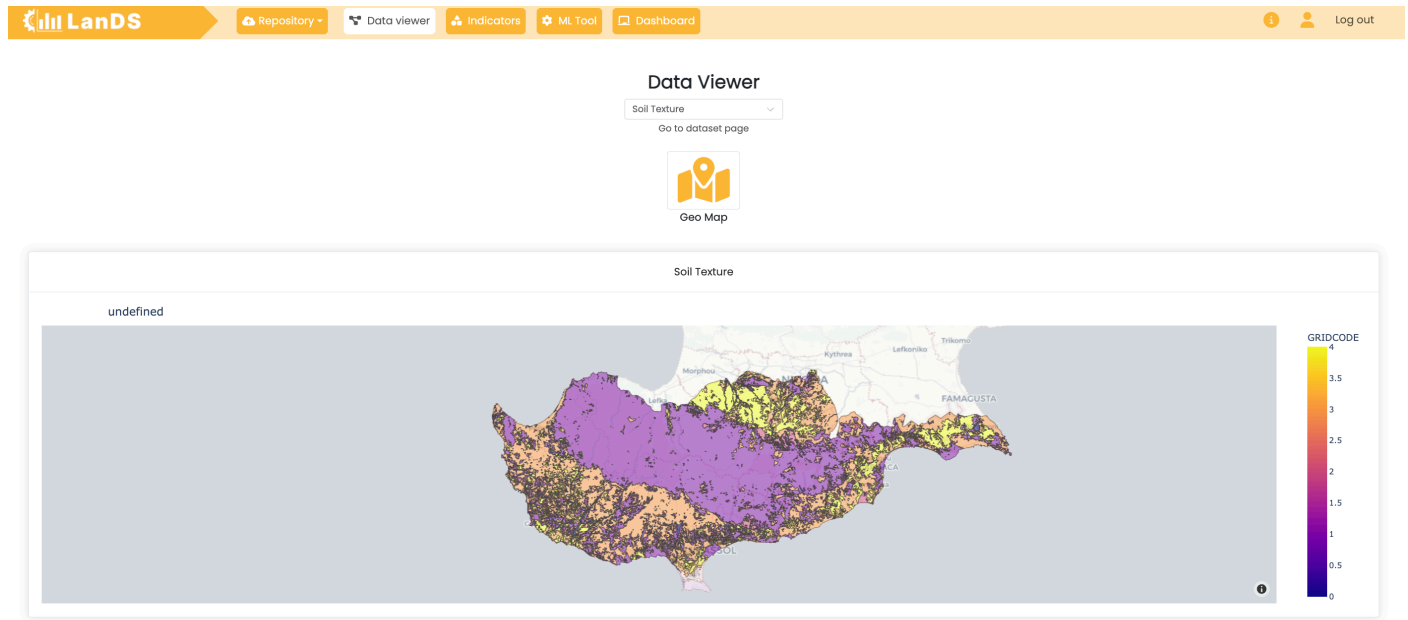 LanDS
Repository
Data viewer
Indicators
ML Tool
Dashboard
Log out
Data Viewer
Soil Texture
Go to dataset page
Geo Map
Soil Texture
undefined
GRIDCODE
4
3.5
3
2.5
2
1.5
1
0.5
0
Trikomo
Lefkoniko
Kythrea
Morphou
Lefka
FAMAGUSTA